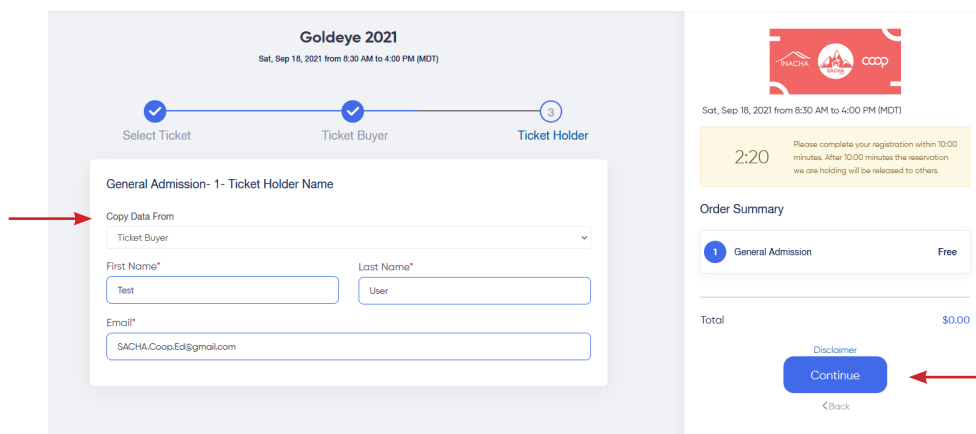 Goldeye 2021
Sat, Sep 18, 2021 from 8:30 AM to 4:00 PM (MDT)
Select Ticket
Ticket Buyer
3
Ticket Holder
General Admission- 1- Ticket Holder Name
Copy Data From
Ticket Buyer
First Name*
Last Name*
Test
User
Email*
SACHA.Coop.Ed@gmail.com
INACHA
SACHA
coop
Sat, Sep 18, 2021 from 8:30 AM to 4:00 PM (MDT)
2:20
Please complete your registration within 10:00
minutes. After 10:00 minutes the reservation
we are holding will be released to others.
Order Summary
1 General Admission Free
Total $0.00
Disclaimer
Continue
Back